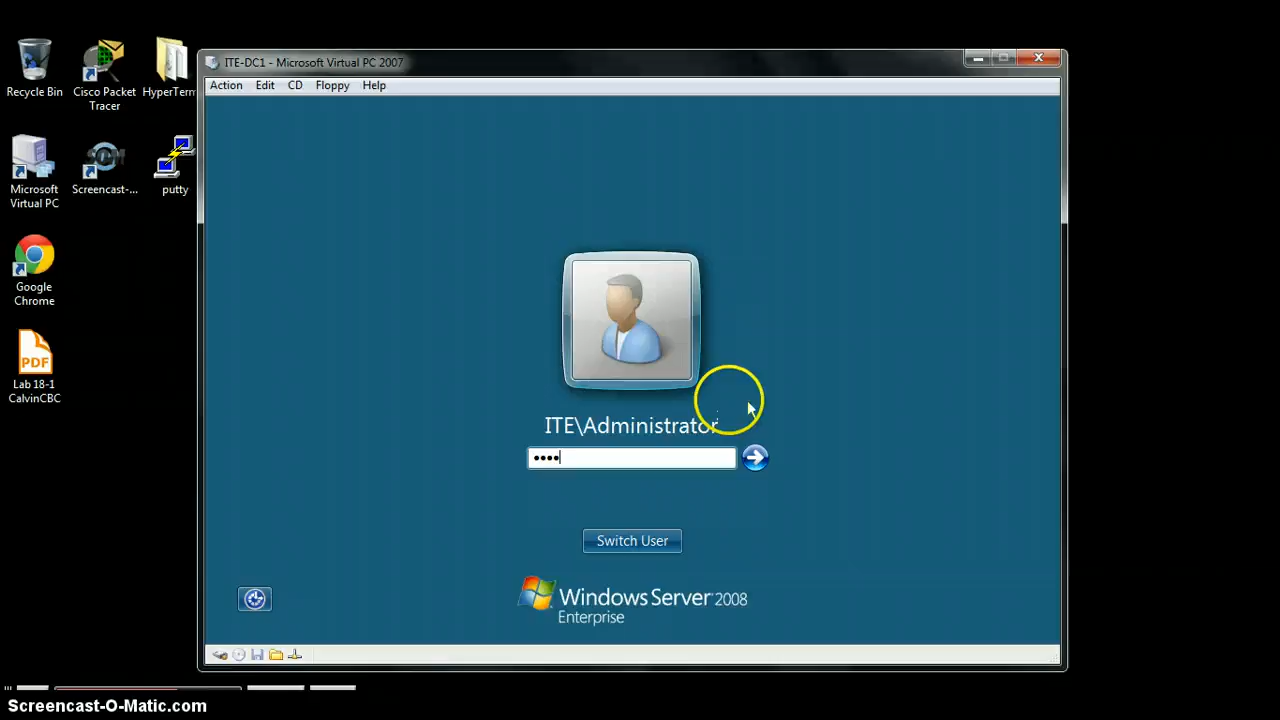 ITE-DC1 - Microsoft Virtual PC 2007
Action Edit CD Floppy Help
Recycle Bin
Cisco Packet
Tracer
HyperTerm
Microsoft
Virtual PC
Screencast-...
putty
Google
Chrome
PDF
Lab 18-1
CalvinCBC
ITE\Administrator
Switch User
Windows Server 2008
Enterprise
Screencast-O-Matic.com